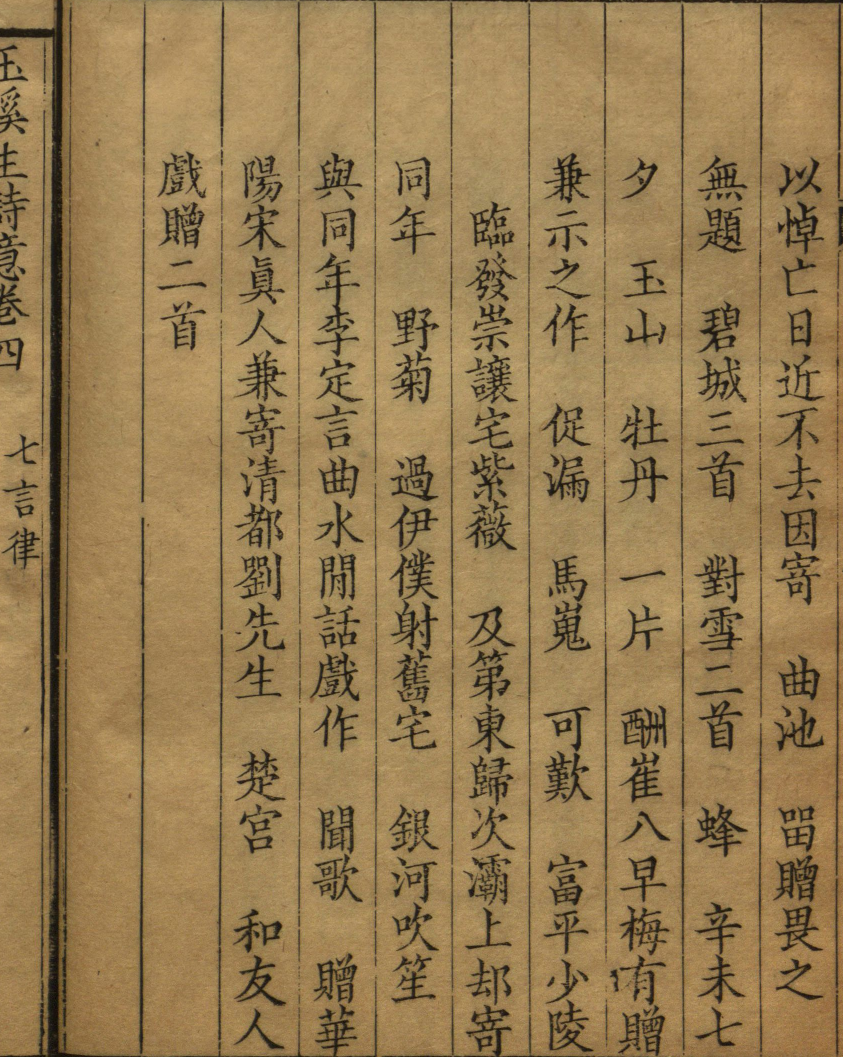 以悼亡日近不去因寄　曲池　畱贈畏之
無題　碧城三首　對雪二首　蜂　辛未七
夕　玉山　牡丹　一片　酬崔八早梅有贈
兼示之作　促漏　馬嵬　可歎　富平少陵
臨發崇讓宅紫薇　及第東歸次灞上却寄
同年　野菊　過伊僕射舊宅　銀河吹笙
與同年李定言曲水閒話戲作　聞歌　贈華
陽宋眞人兼寄清都劉先生　楚宮　和友人
戲贈二首
玉溪生詩意卷四　七言律